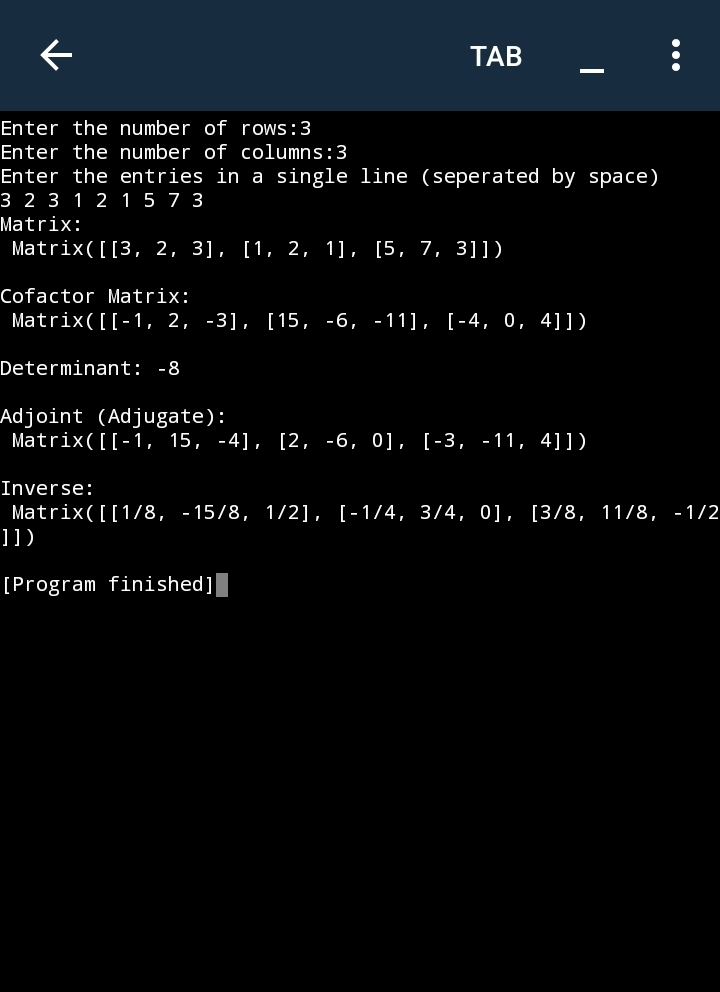 TAB
Enter the number of rows:3
Enter the number of columns:3
Enter the entries in a single line (seperated by space)
3 2 3 1 2 1 5 7 3
Matrix:
Matrix([[3, 2, 3], [1, 2, 1], [5, 7, 3]])
Cofactor Matrix:
Matrix([[-1, 2, -3], [15, -6, -11], [-4, 0, 4]])
Determinant: -8
Adjoint (Adjugate):
Matrix([[-1, 15, -4], [2, -6, 0], [-3, -11, 4]])
Inverse:
Matrix([[1/8, -15/8, 1/2], [-1/4, 3/4, 0], [3/8, 11/8, -1/2
]])
[Program finished]